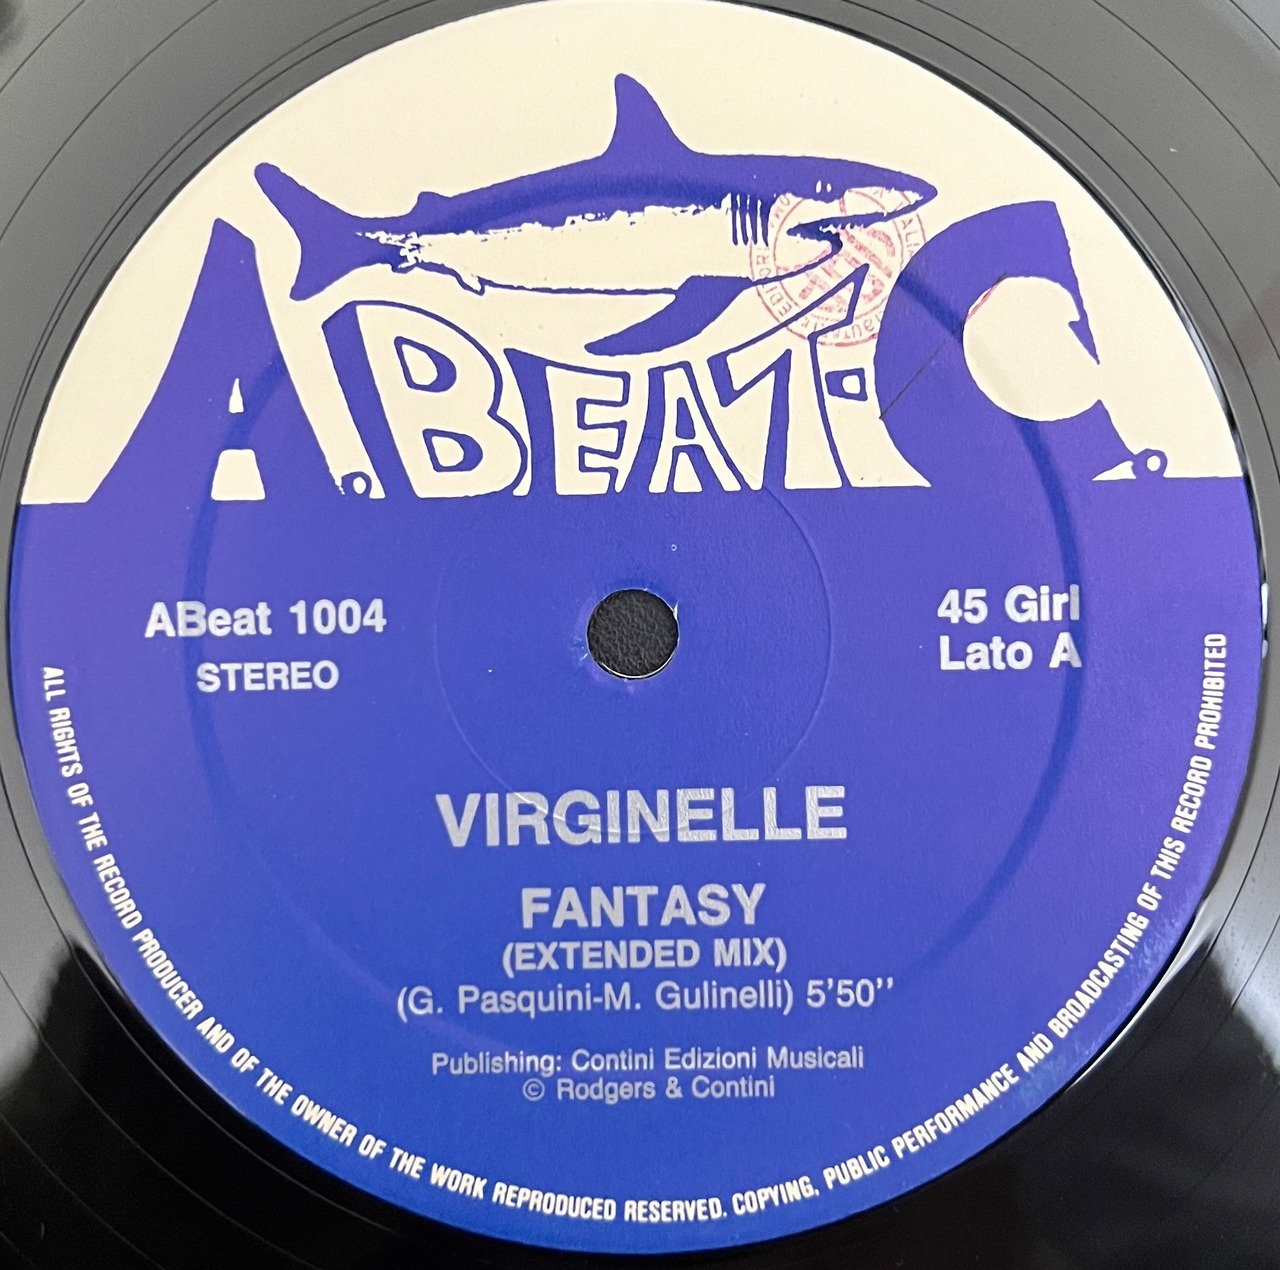 ABEAT·C
ABeat 1004
STEREO
45 Giri
Lato A
VIRGINELLE
FANTASY
(EXTENDED MIX)
(G. Pasquini-M. Gulinelli) 5'50''
Publishing: Contini Edizioni Musicali
© Rodgers & Contini
ALL RIGHTS OF THE RECORD PRODUCER AND OF THE OWNER OF THE WORK REPRODUCED RESERVED. COPYING, PUBLIC PERFORMANCE AND BROADCASTING OF THIS RECORD PROHIBITED